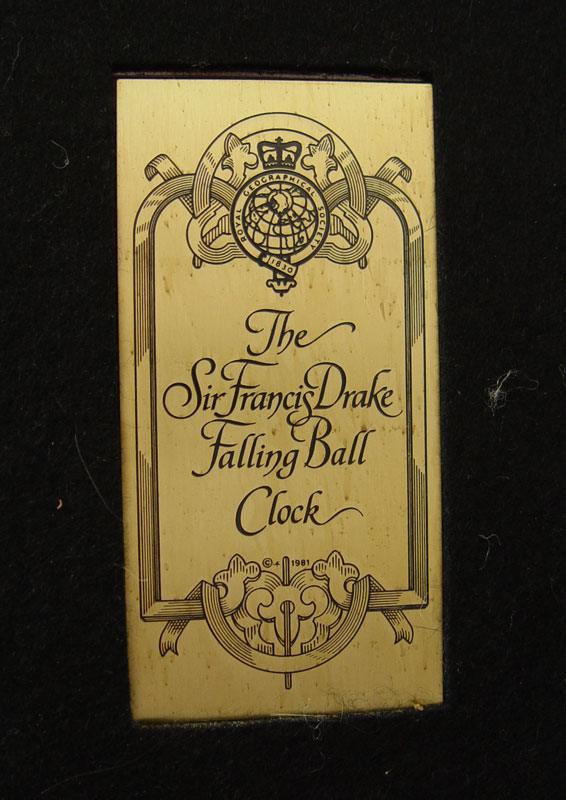 ROYAL GEOGRAPHICAL SOCIETY
1830
The
Sir Francis Drake
Falling Ball
Clock
© 1981